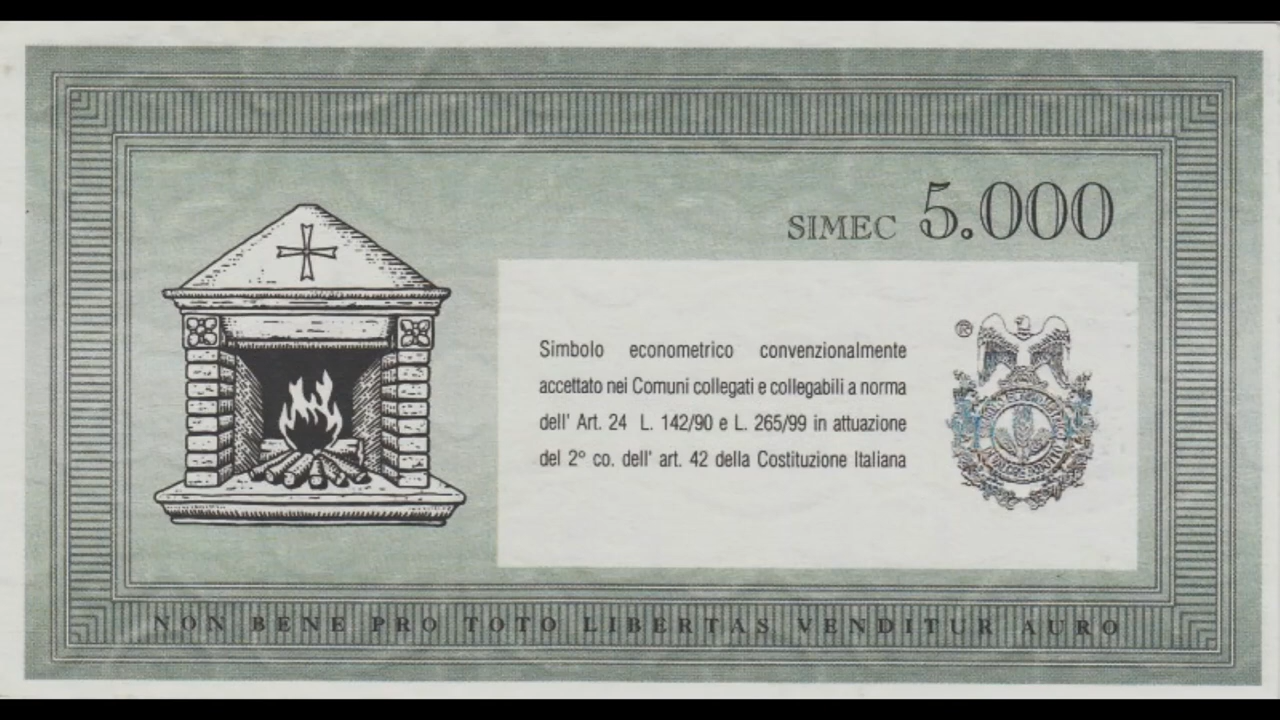 SIMEC 5.000
®
Simbolo econometrico convenzionalmente
accettato nei Comuni collegati e collegabili a norma
dell' Art. 24 L. 142/90 e L. 265/99 in attuazione
del 2° co. dell' art. 42 della Costituzione Italiana
NON BENE PRO TOTO LIBERTAS VENDITUR AURO